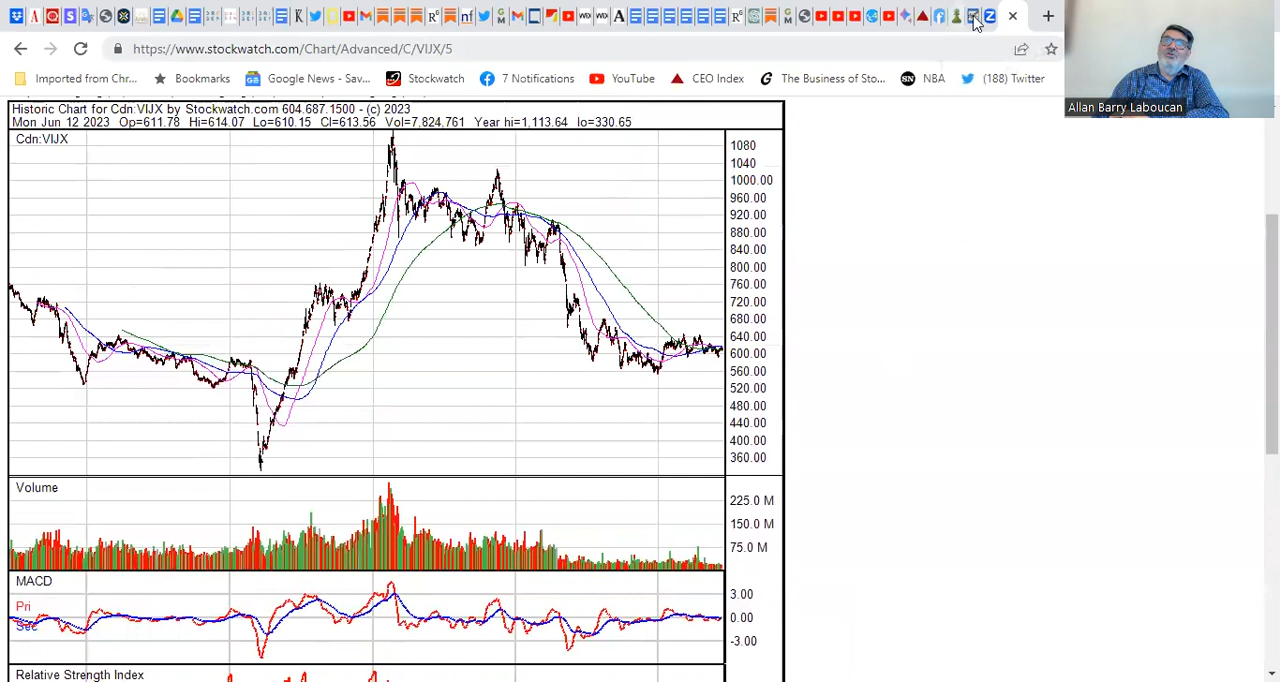 https://www.stockwatch.com/Chart/Advanced/C/VIJX/5
Imported from Chr...
Bookmarks
Google News - Sav...
Stockwatch
7 Notifications
YouTube
CEO Index
The Business of Sto...
NBA
(188) Twitter
Allan Barry Laboucan
Historic Chart for Cdn:VIJX by Stockwatch.com 604.687.1500 - (c) 2023
Mon Jun 12 2023 Op=611.78 Hi=614.07 Lo=610.15 Cl=613.56 Vol=7,824,761 Year hi=1,113.64 lo=330.65
Cdn:VIJX
1080
1040
1000.00
960.00
920.00
880.00
840.00
800.00
760.00
720.00
680.00
640.00
600.00
560.00
520.00
480.00
440.00
400.00
360.00
Volume
225.0 M
150.0 M
75.0 M
MACD
Pri
Sec
3.00
0.00
-3.00
Relative Strength Index